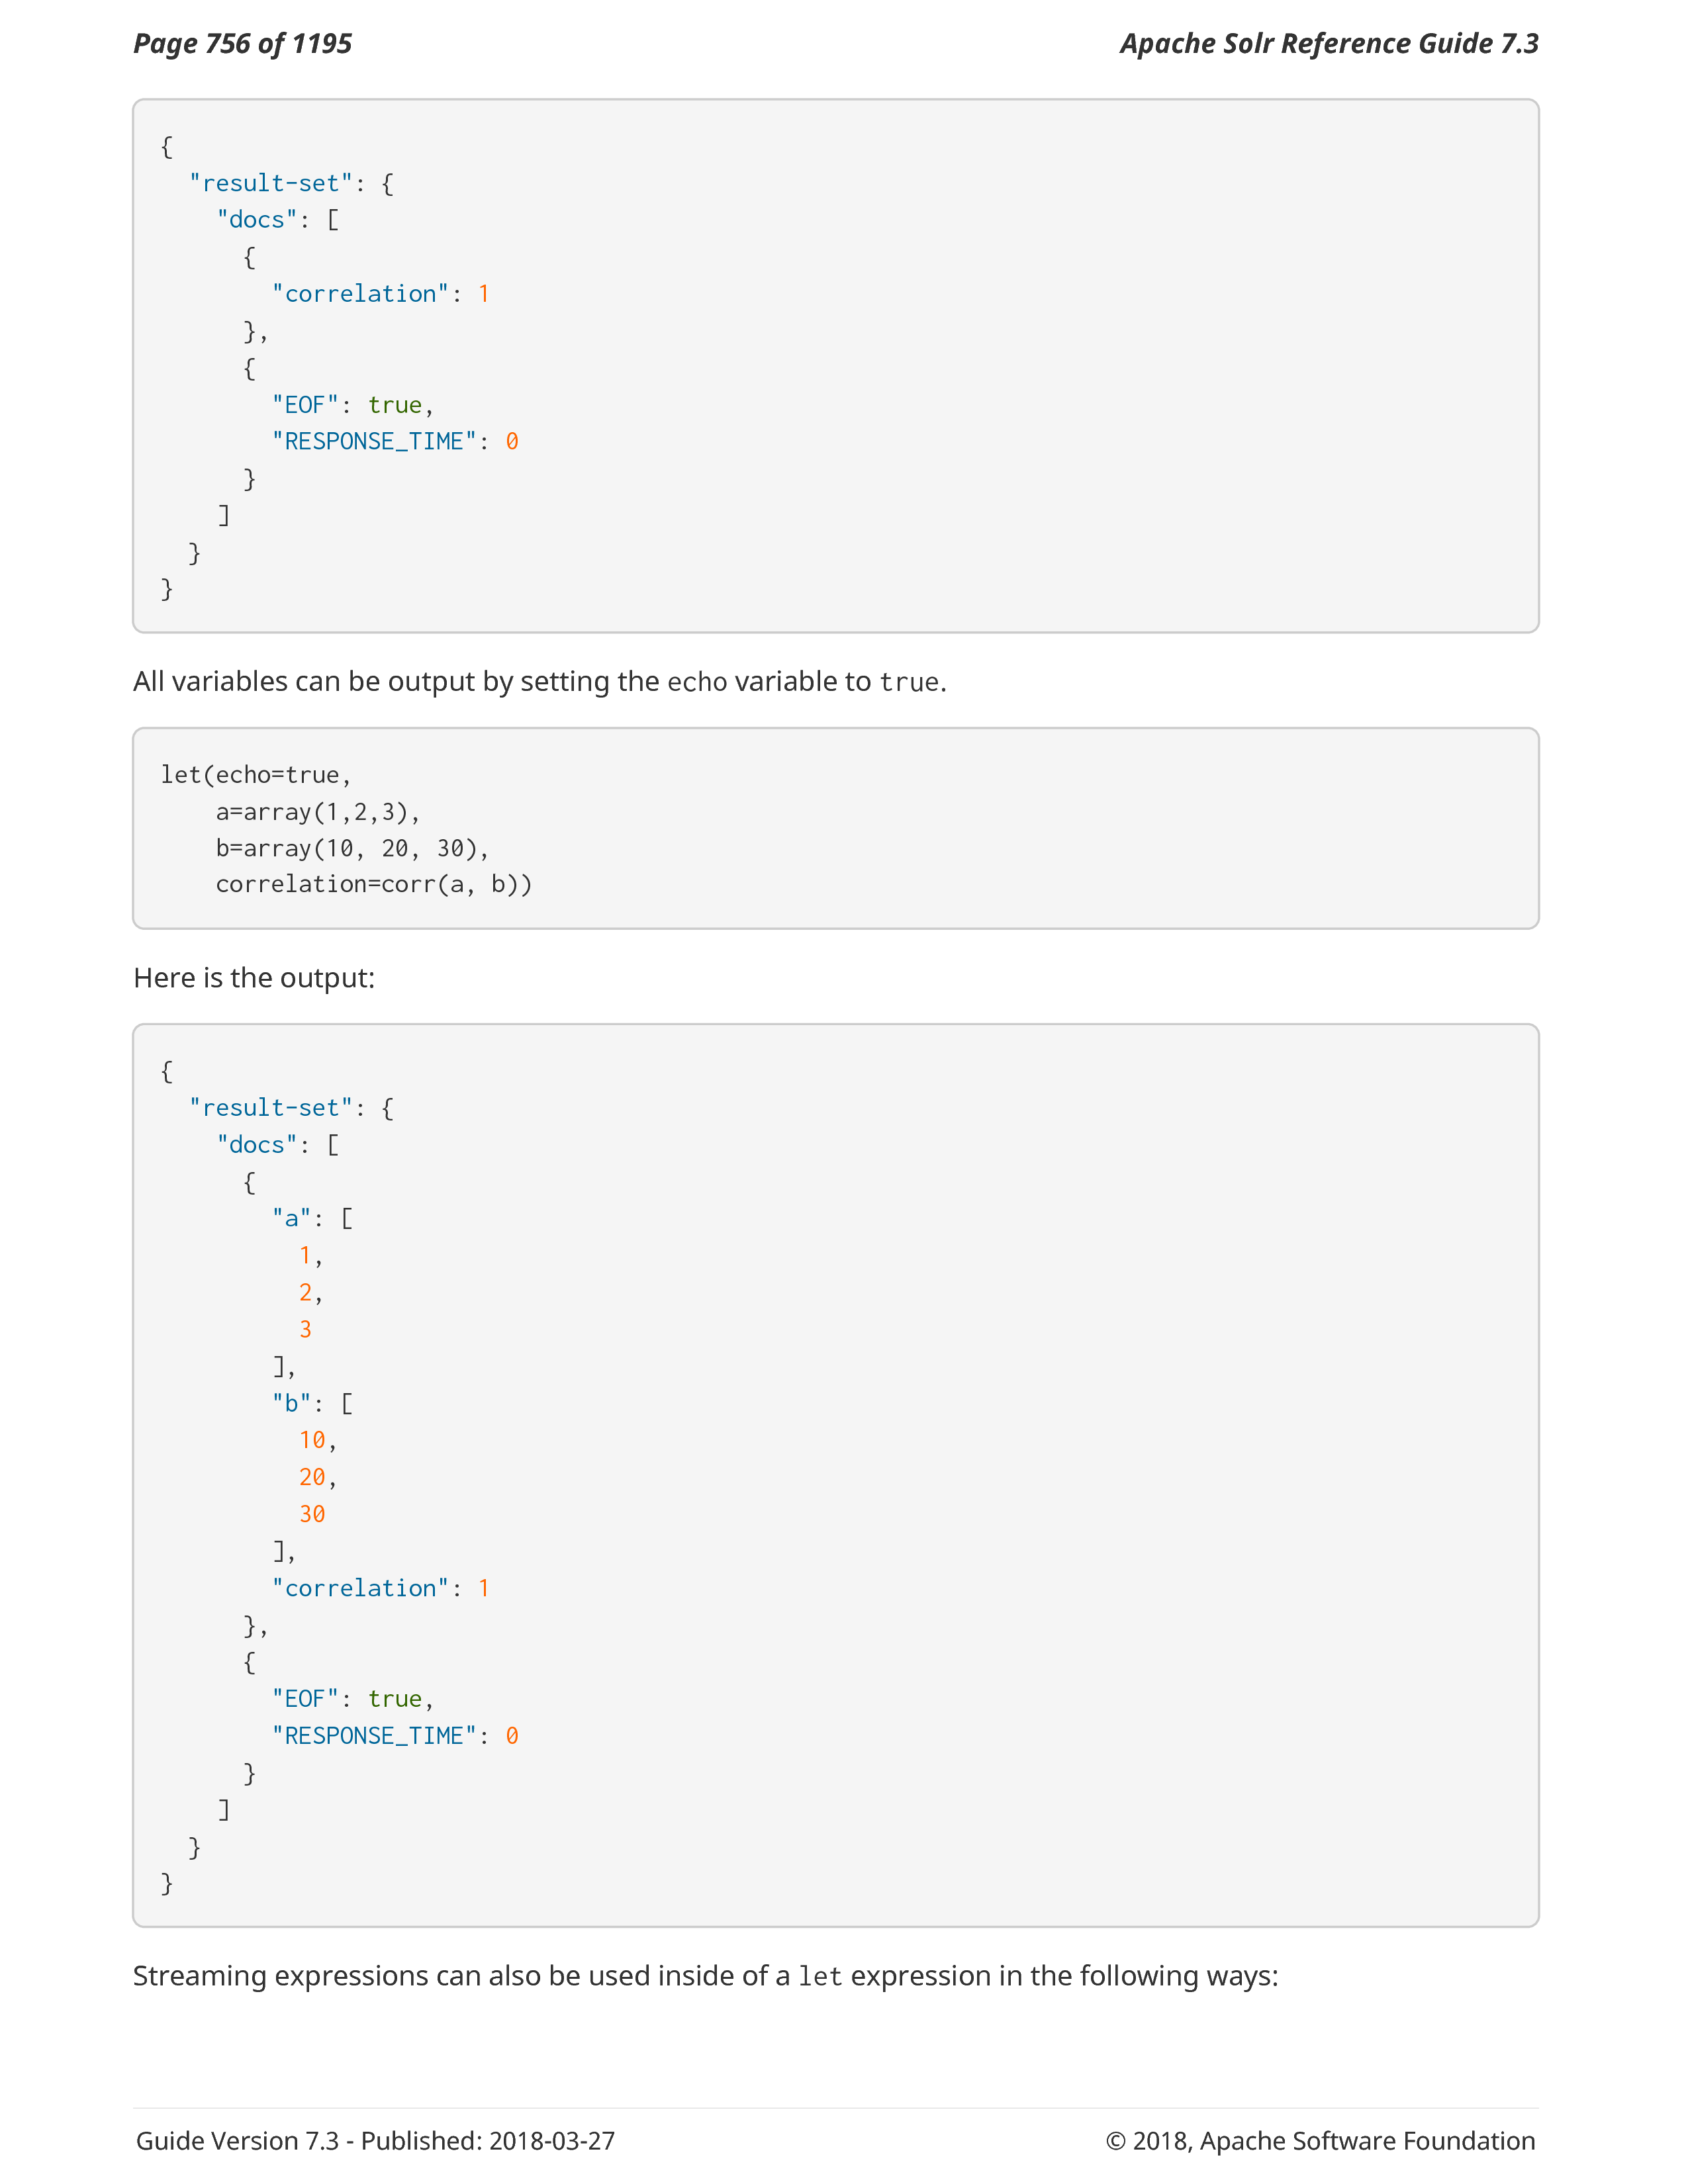 Page 756 of 1195
Apache Solr Reference Guide 7.3
{
  "result-set": {
    "docs": [
      {
        "correlation": 1
      },
      {
        "EOF": true,
        "RESPONSE_TIME": 0
      }
    ]
  }
}
All variables can be output by setting the echo variable to true.
let(echo=true,
    a=array(1,2,3),
    b=array(10, 20, 30),
    correlation=corr(a, b))
Here is the output:
{
  "result-set": {
    "docs": [
      {
        "a": [
          1,
          2,
          3
        ],
        "b": [
          10,
          20,
          30
        ],
        "correlation": 1
      },
      {
        "EOF": true,
        "RESPONSE_TIME": 0
      }
    ]
  }
}
Streaming expressions can also be used inside of a let expression in the following ways:
Guide Version 7.3 - Published: 2018-03-27
© 2018, Apache Software Foundation